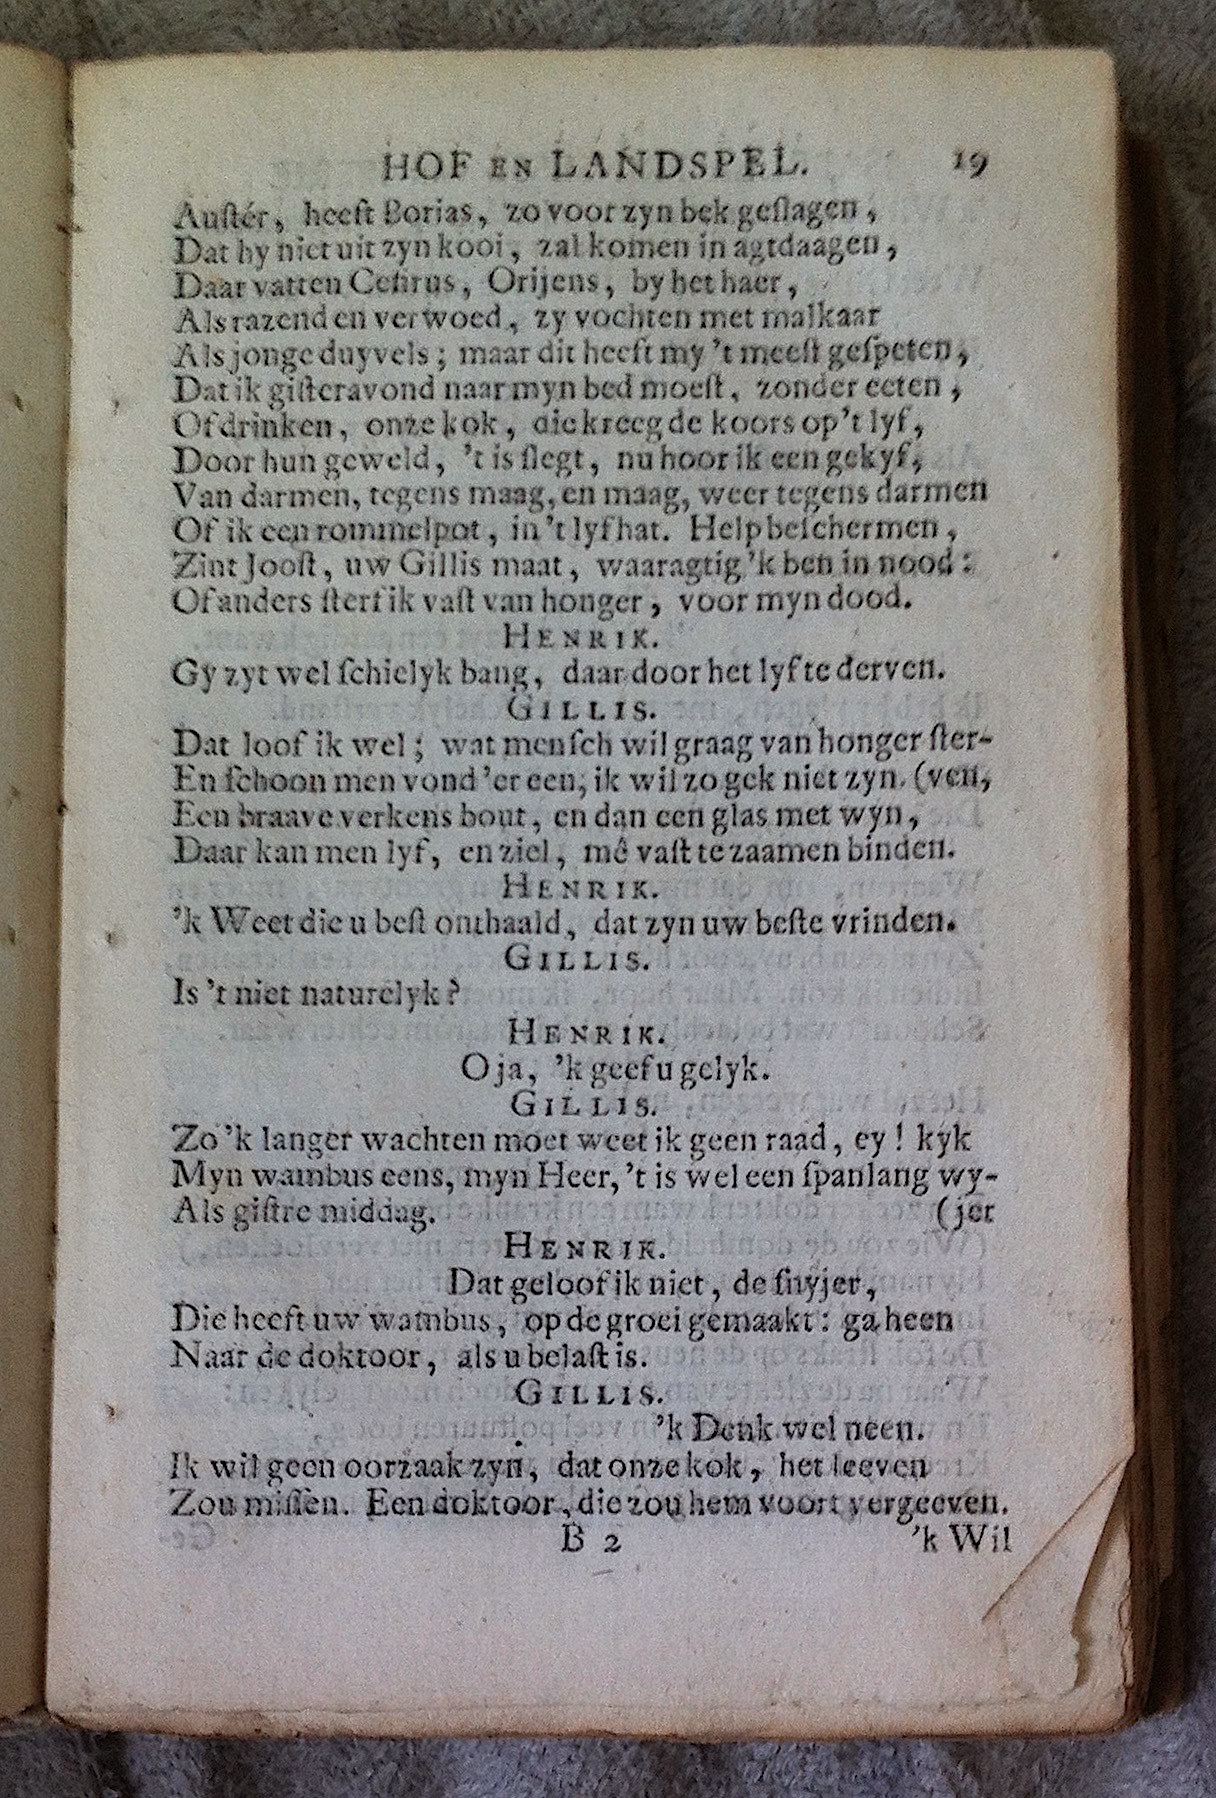 HOF EN LANDSPEL. 19
Auſtér, heeft Borias, zo voor zyn bek geſlagen,
Dat hy niet uit zyn kooi, zal komen in agtdaagen,
Daar vatten Cefirus, Orijens, by het haer,
Als razend en verwoed, zy vochten met malkaar
Als jonge duyvels; maar dit heeft my 't meeſt geſpeten,
Dat ik giſteravond naar myn bed moeſt, zonder eeten,
Of drinken, onze kok, die kreeg de koors op 't lyf,
Door hun geweld, 't is ſlegt, nu hoor ik een gekyf,
Van darmen, tegens maag, en maag, weer tegens darmen
Of ik een rommelpot, in 't lyf hat. Help beſchermen,
Zint Jooſt, uw Gillis maat, waaragtig 'k ben in nood:
Of anders ſterf ik vaſt van honger, voor myn dood.
HENRIK.
Gy zyt wel ſchielyk bang, daar door het lyf te derven.
GILLIS.
Dat loof ik wel; wat menſch wil graag van honger ſter-
En ſchoon men vond 'er een, ik wil zo gek niet zyn. (ven,
Een braave verkens bout, en dan een glas met wyn,
Daar kan men lyf, en ziel, mê vaſt te zaamen binden.
HENRIK.
'k Weet die u beſt onthaald, dat zyn uw beſte vrinden.
GILLIS.
Is 't niet naturelyk?
HENRIK.
O ja, 'k geef u gelyk.
GILLIS.
Zo 'k langer wachten moet weet ik geen raad, ey! kyk
Myn wambus eens, myn Heer, 't is wel een ſpanlang wy-
Als giſtre middag. (jer
HENRIK.
Dat geloof ik niet, de ſnyjer,
Die heeft uw wambus, op de groei gemaakt: ga heen
Naar de doktoor, als u belaſt is.
GILLIS.
'k Denk wel neen.
Ik wil geen oorzaak zyn, dat onze kok, het leeven
Zou miſſen. Een doktoor, die zou hem voort vergeeven.
B 2 'k Wil